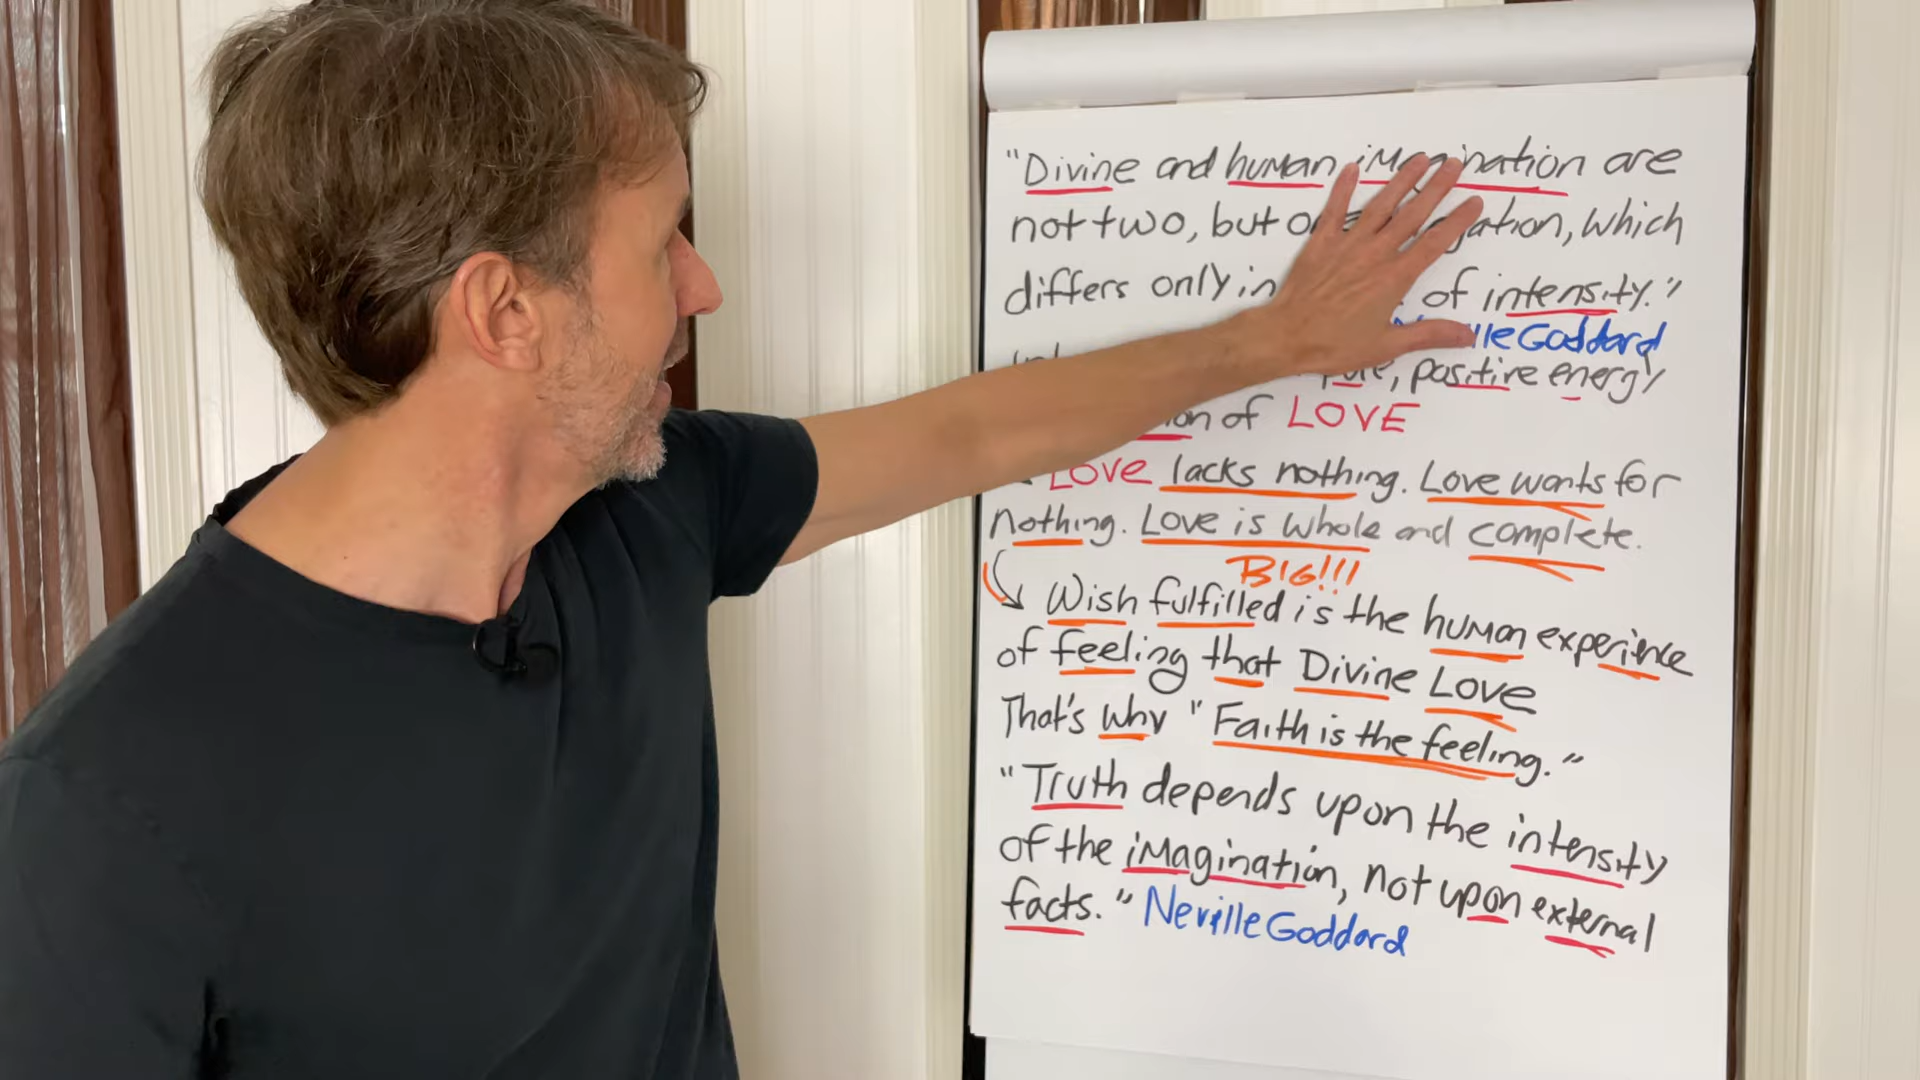 "Divine and human imagination are
not two, but, which
differs only in of intensity."
Neville Goddard
, positive energy
of LOVE
LOVE lacks nothing. Love wants for
nothing. Love is whole and complete.
BIG!!!
Wish fulfilled is the human experience
of feeling that Divine Love
That's why "Faith is the feeling."
"Truth depends upon the intensity
of the imagination, not upon external
facts." Neville Goddard